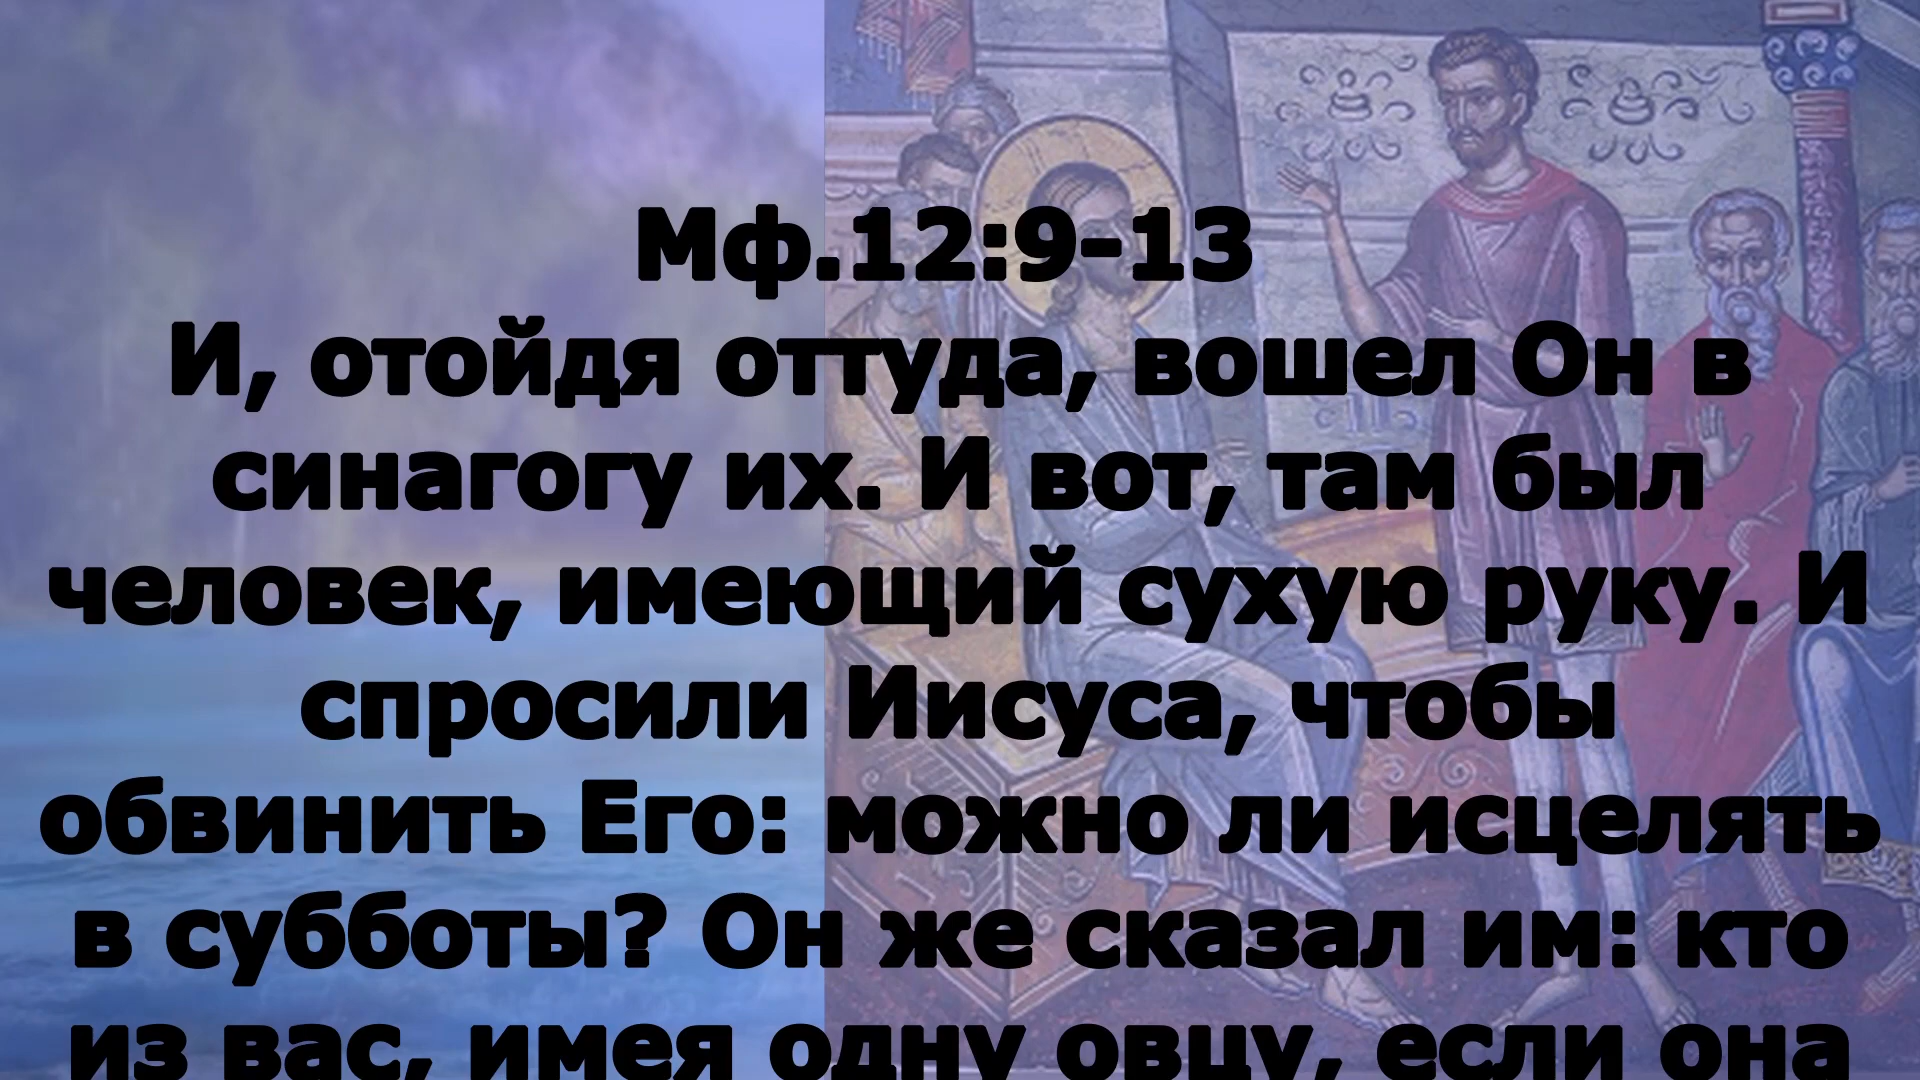 Мф.12:9-13
И, отойдя оттуда, вошел Он в
синагогу их. И вот, там был
человек, имеющий сухую руку. И
спросили Иисуса, чтобы
обвинить Его: можно ли исцелять
в субботы? Он же сказал им: кто
из вас, имея одну овцу, если она